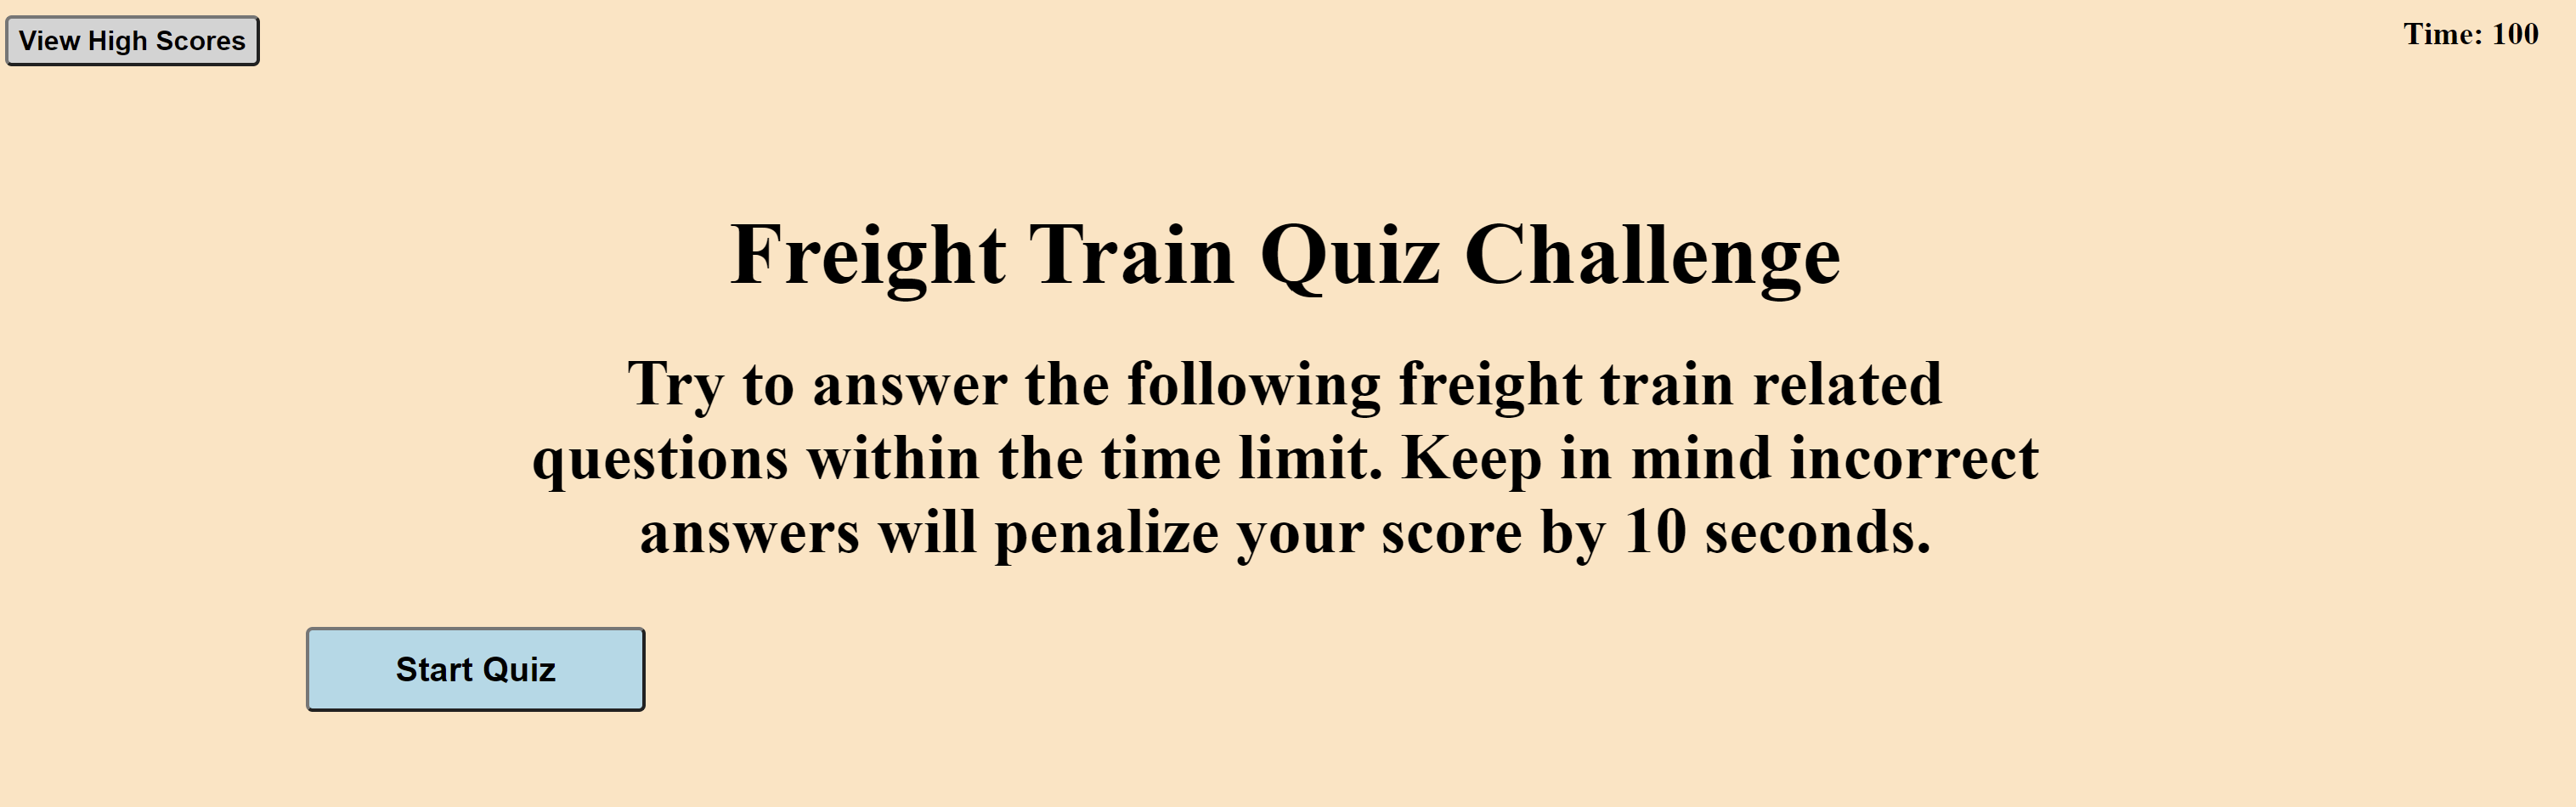 View High Scores
Time: 100
Freight Train Quiz Challenge
Try to answer the following freight train related
questions within the time limit. Keep in mind incorrect
answers will penalize your score by 10 seconds.
Start Quiz